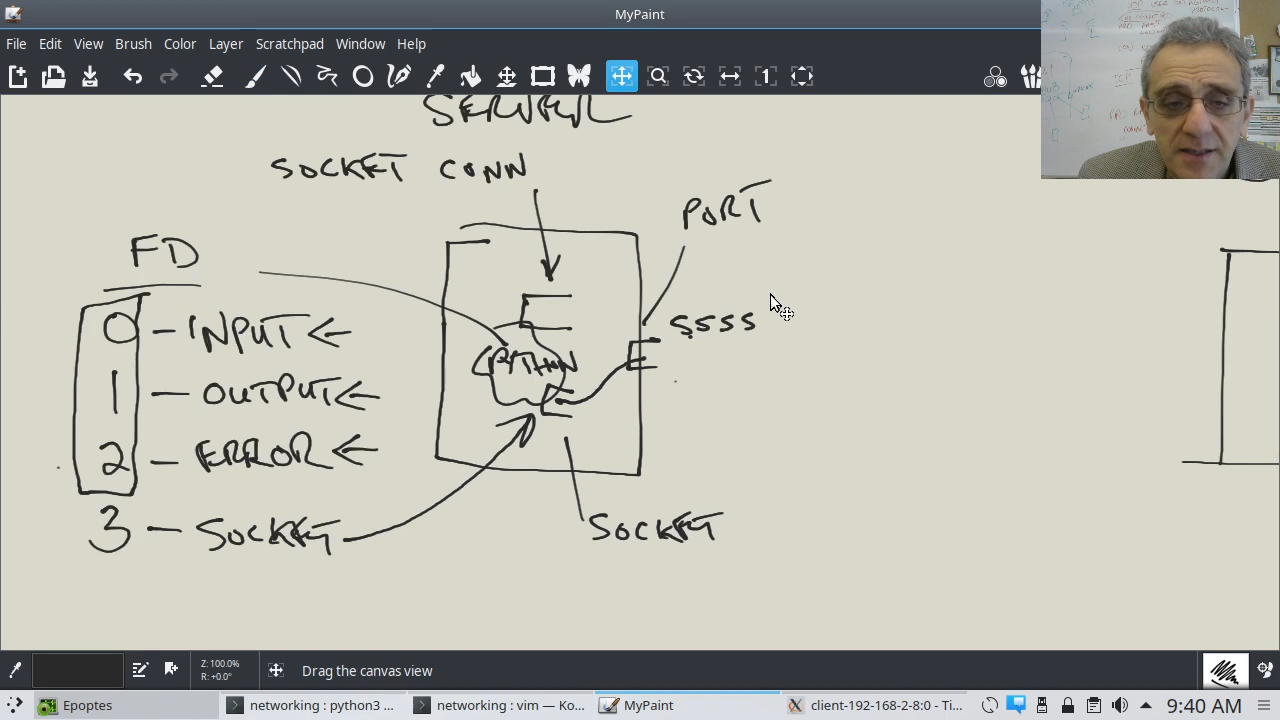 MyPaint
File Edit View Brush Color Layer Scratchpad Window Help
1
SERVER
SOCKET CONN
PORT
FD
0 - INPUT ←
5555
PYTHON
1 - OUTPUT ←
2 - ERROR ←
3 - SOCKET
SOCKET
Z: 100.0%
R: +0.0°
Drag the canvas view
Epoptes
networking : python3 ...
networking : vim — Ko...
MyPaint
client-192-168-2-8:0 - Ti...
9:40 AM